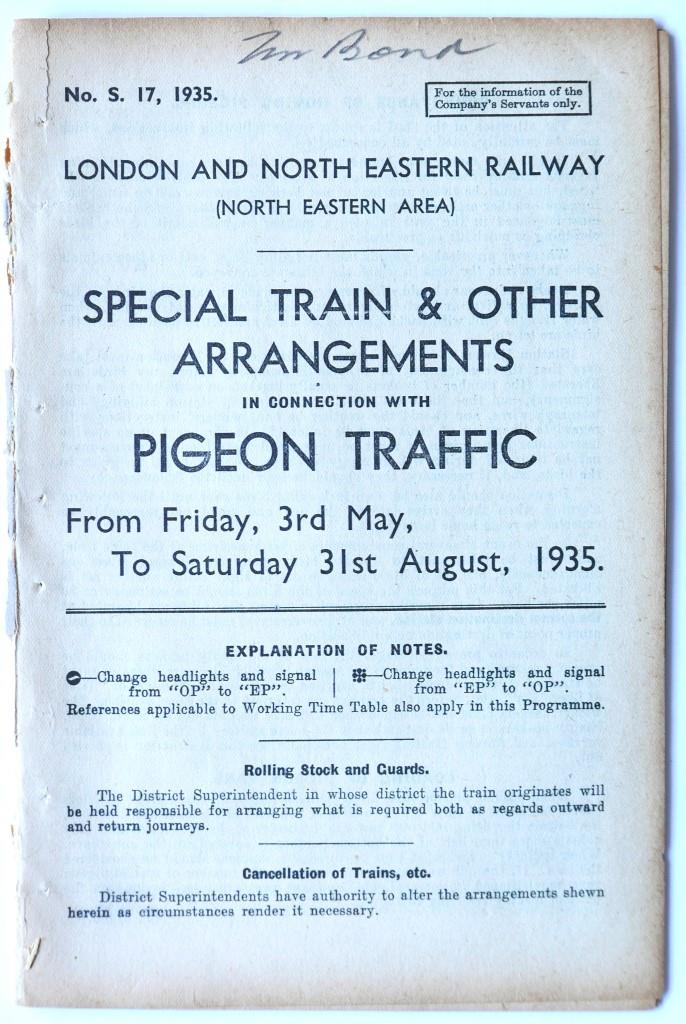 Bond
No. S. 17, 1935.
For the information of the
Company's Servants only.
LONDON AND NORTH EASTERN RAILWAY
(NORTH EASTERN AREA)
SPECIAL TRAIN & OTHER
ARRANGEMENTS
IN CONNECTION WITH
PIGEON TRAFFIC
From Friday, 3rd May,
To Saturday 31st August, 1935.
EXPLANATION OF NOTES.
—Change headlights and signal
from "OP" to "EP".
—Change headlights and signal
from "EP" to "OP".
References applicable to Working Time Table also apply in this Programme.
Rolling Stock and Guards.
The District Superintendent in whose district the train originates will
be held responsible for arranging what is required both as regards outward
and return journeys.
Cancellation of Trains, etc.
District Superintendents have authority to alter the arrangements shewn
herein as circumstances render it necessary.